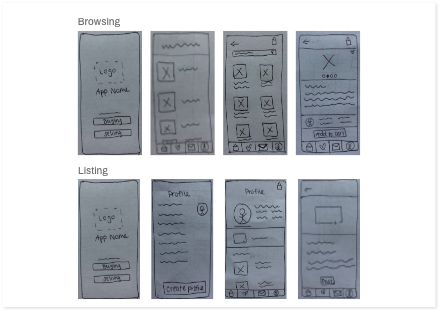 Browsing
Logo
App Name
Buying
Selling
Add to cart
Listing
Logo
App Name
Buying
Selling
Profile
Create profile
Profile
Post